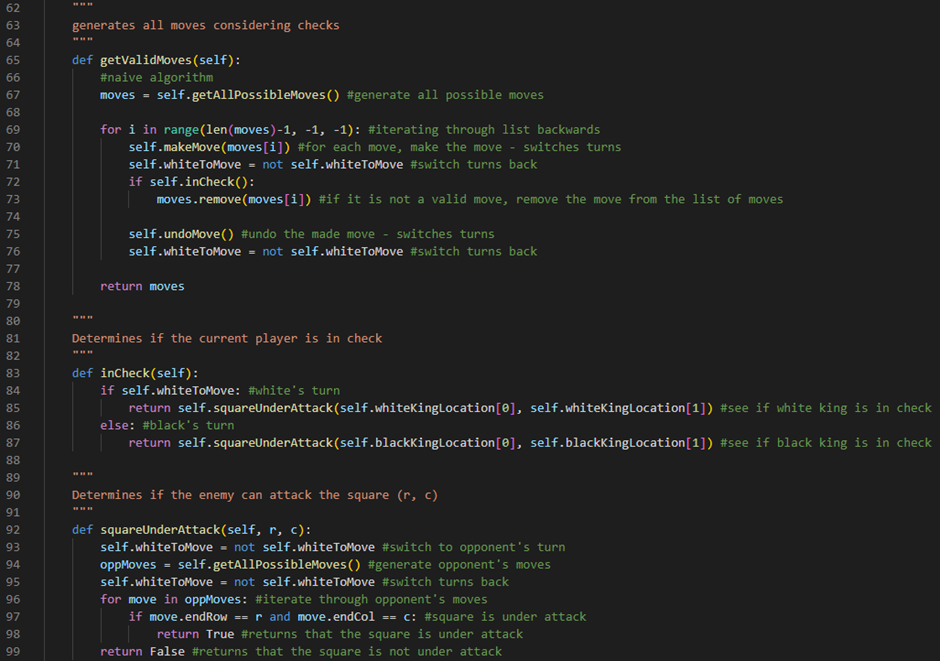 62 """
63 generates all moves considering checks
64 """
65 def getValidMoves(self):
66 #naive algorithm
67 moves = self.getAllPossibleMoves() #generate all possible moves
68
69 for i in range(len(moves)-1, -1, -1): #iterating through list backwards
70 self.makeMove(moves[i]) #for each move, make the move - switches turns
71 self.whiteToMove = not self.whiteToMove #switch turns back
72 if self.inCheck():
73 moves.remove(moves[i]) #if it is not a valid move, remove the move from the list of moves
74
75 self.undoMove() #undo the made move - switches turns
76 self.whiteToMove = not self.whiteToMove #switch turns back
77
78 return moves
79
80 """
81 Determines if the current player is in check
82 """
83 def inCheck(self):
84 if self.whiteToMove: #white's turn
85 return self.squareUnderAttack(self.whiteKingLocation[0], self.whiteKingLocation[1]) #see if white king is in check
86 else: #black's turn
87 return self.squareUnderAttack(self.blackKingLocation[0], self.blackKingLocation[1]) #see if black king is in check
88
89 """
90 Determines if the enemy can attack the square (r, c)
91 """
92 def squareUnderAttack(self, r, c):
93 self.whiteToMove = not self.whiteToMove #switch to opponent's turn
94 oppMoves = self.getAllPossibleMoves() #generate opponent's moves
95 self.whiteToMove = not self.whiteToMove #switch turns back
96 for move in oppMoves: #iterate through opponent's moves
97 if move.endRow == r and move.endCol == c: #square is under attack
98 return True #returns that the square is under attack
99 return False #returns that the square is not under attack